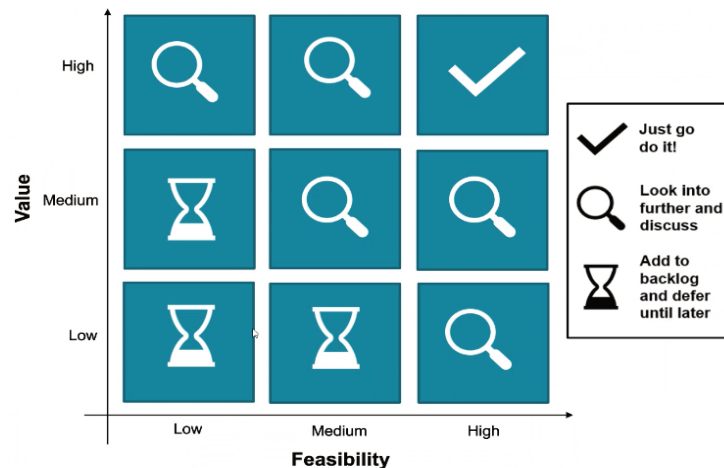 High
Medium
Low
Value
Low
Medium
High
Feasibility
Just go
do it!
Look into
further and
discuss
Add to
backlog
and defer
until later